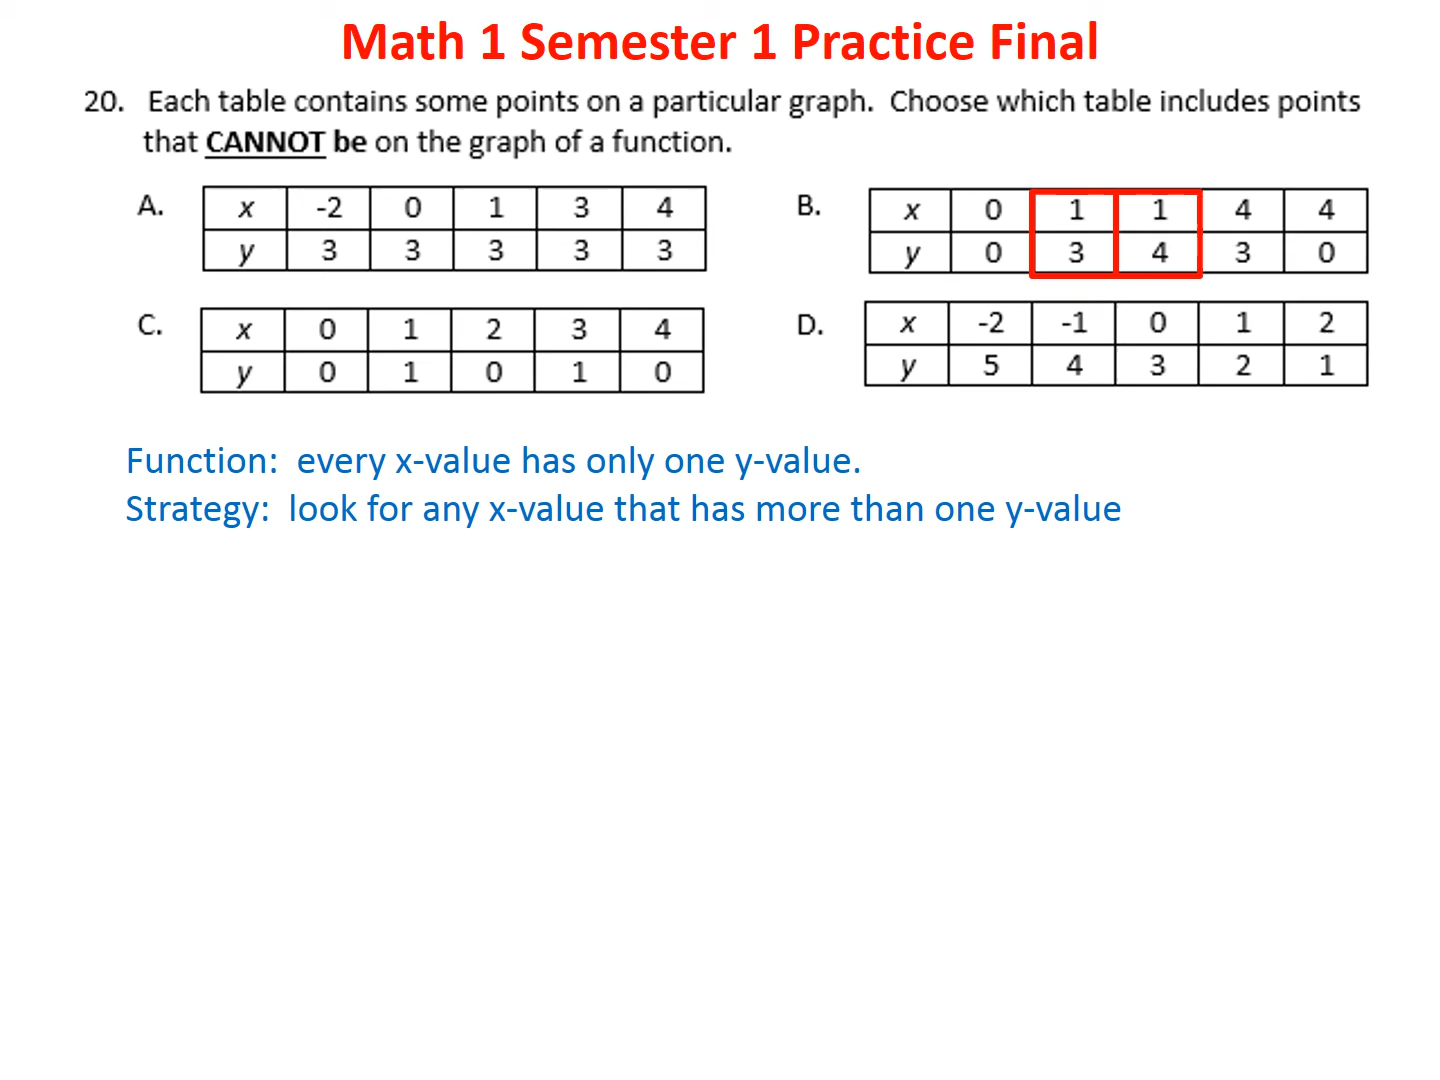 Math 1 Semester 1 Practice Final
20. Each table contains some points on a particular graph. Choose which table includes points
that CANNOT be on the graph of a function.
A.
x -2 0 1 3 4
y 3 3 3 3 3
B.
x 0 1 1 4 4
y 0 3 4 3 0
C.
x 0 1 2 3 4
y 0 1 0 1 0
D.
x -2 -1 0 1 2
y 5 4 3 2 1
Function: every x-value has only one y-value.
Strategy: look for any x-value that has more than one y-value